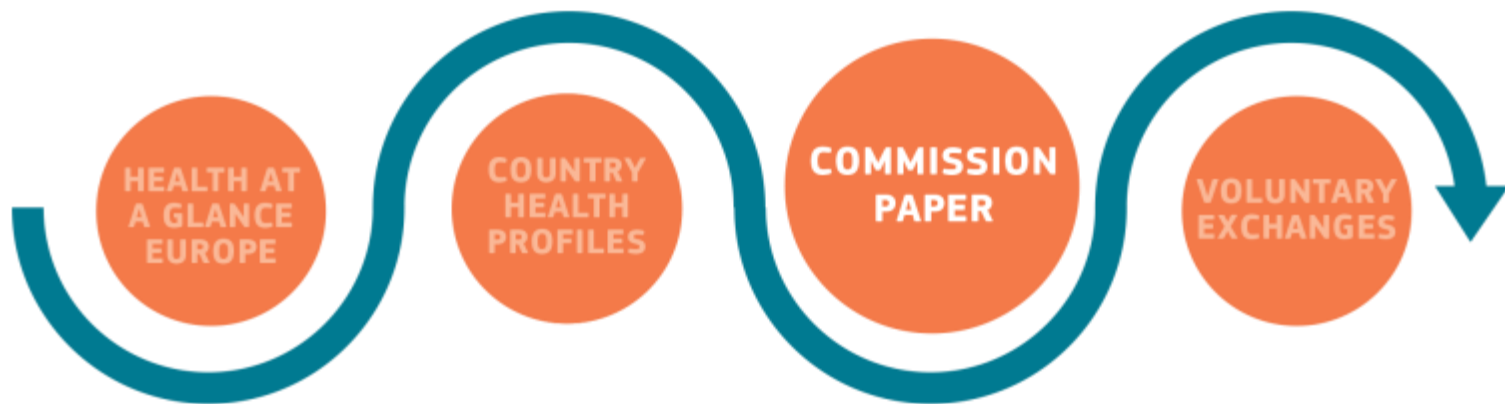 HEALTH AT
A GLANCE
EUROPE
COUNTRY
HEALTH
PROFILES
COMMISSION
PAPER
VOLUNTARY
EXCHANGES